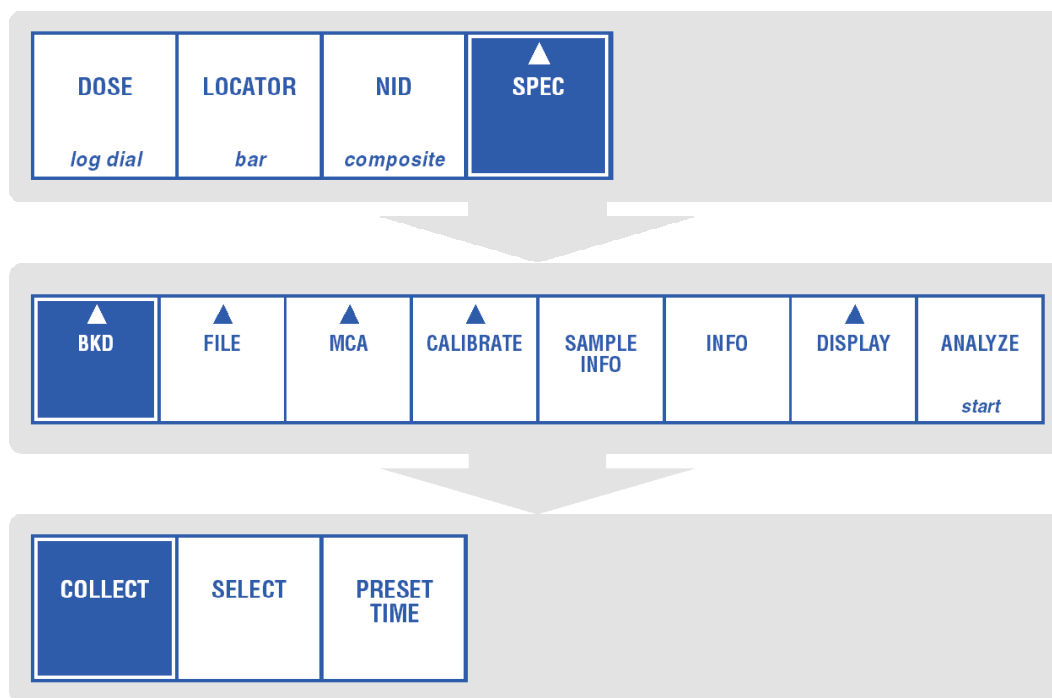 DOSE
log dial
LOCATOR
bar
NID
composite
SPEC
BKD
FILE
MCA
CALIBRATE
SAMPLE
INFO
INFO
DISPLAY
ANALYZE
start
COLLECT
SELECT
PRESET
TIME